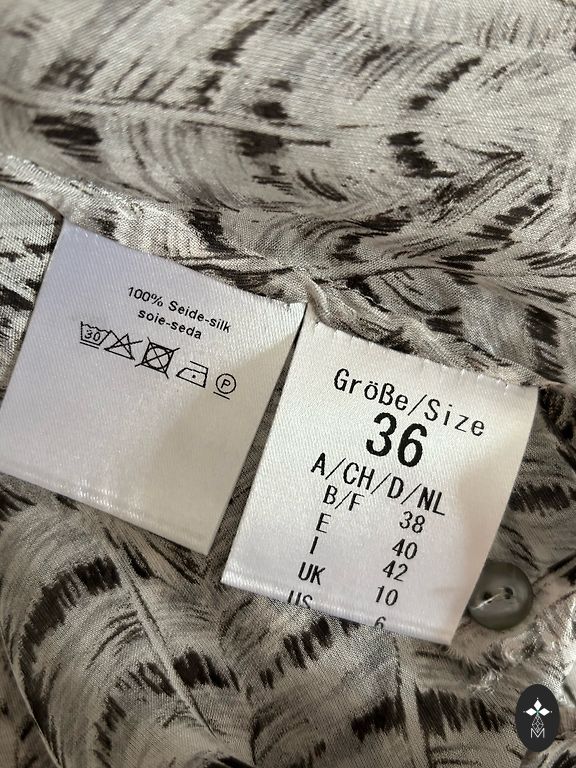 100% Seide-silk
soie-seda
30
P
Größe/Size
36
A/CH/D/NL
B/F 38
E 40
I 42
UK 10
US 6
M